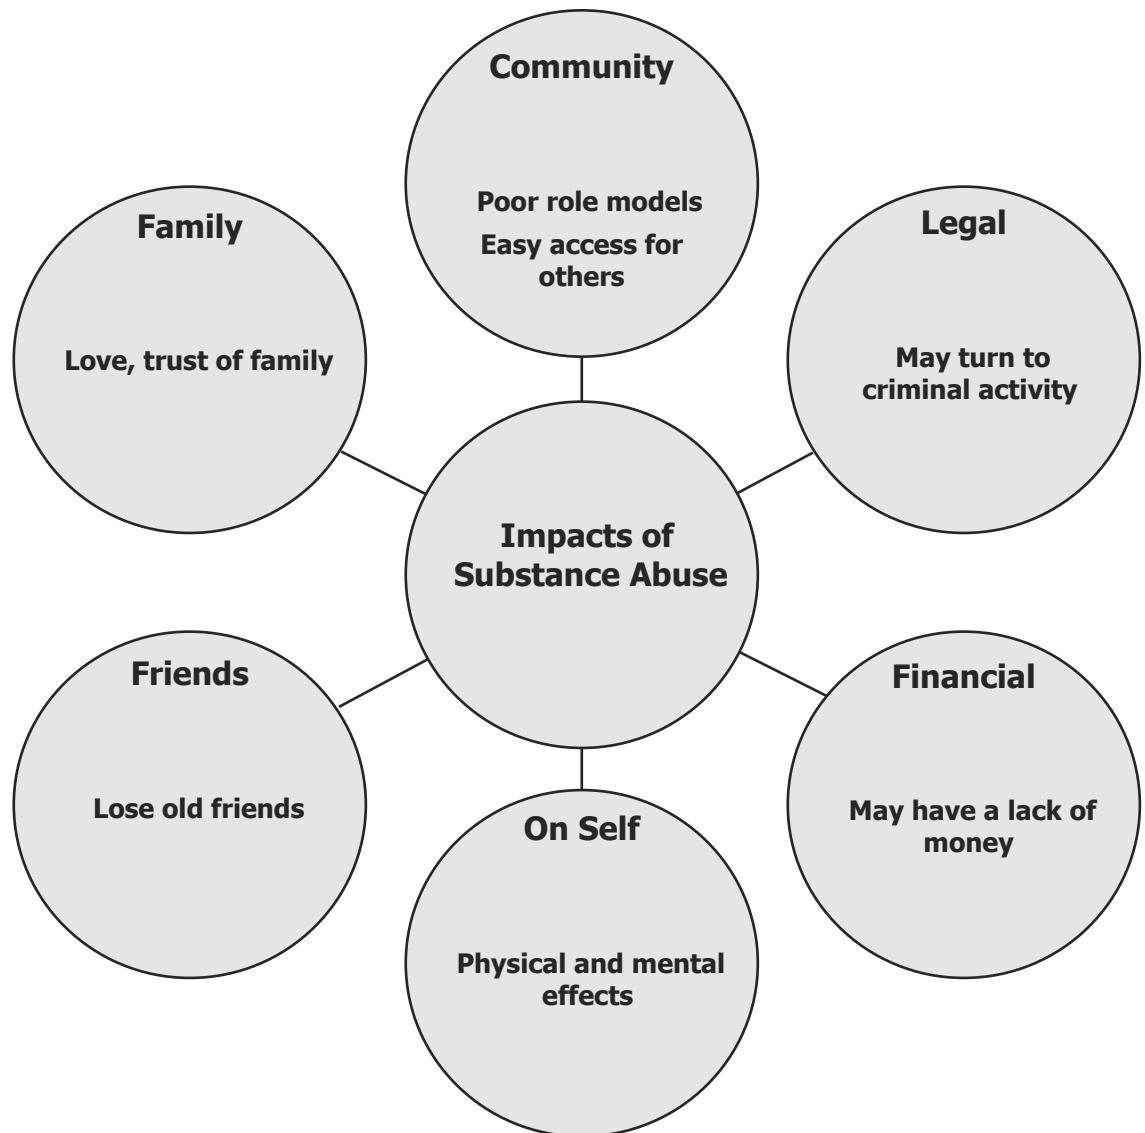 Community
Poor role models
Easy access for
others
Family
Love, trust of family
Legal
May turn to
criminal activity
Impacts of
Substance Abuse
Friends
Lose old friends
Financial
May have a lack of
money
On Self
Physical and mental
effects